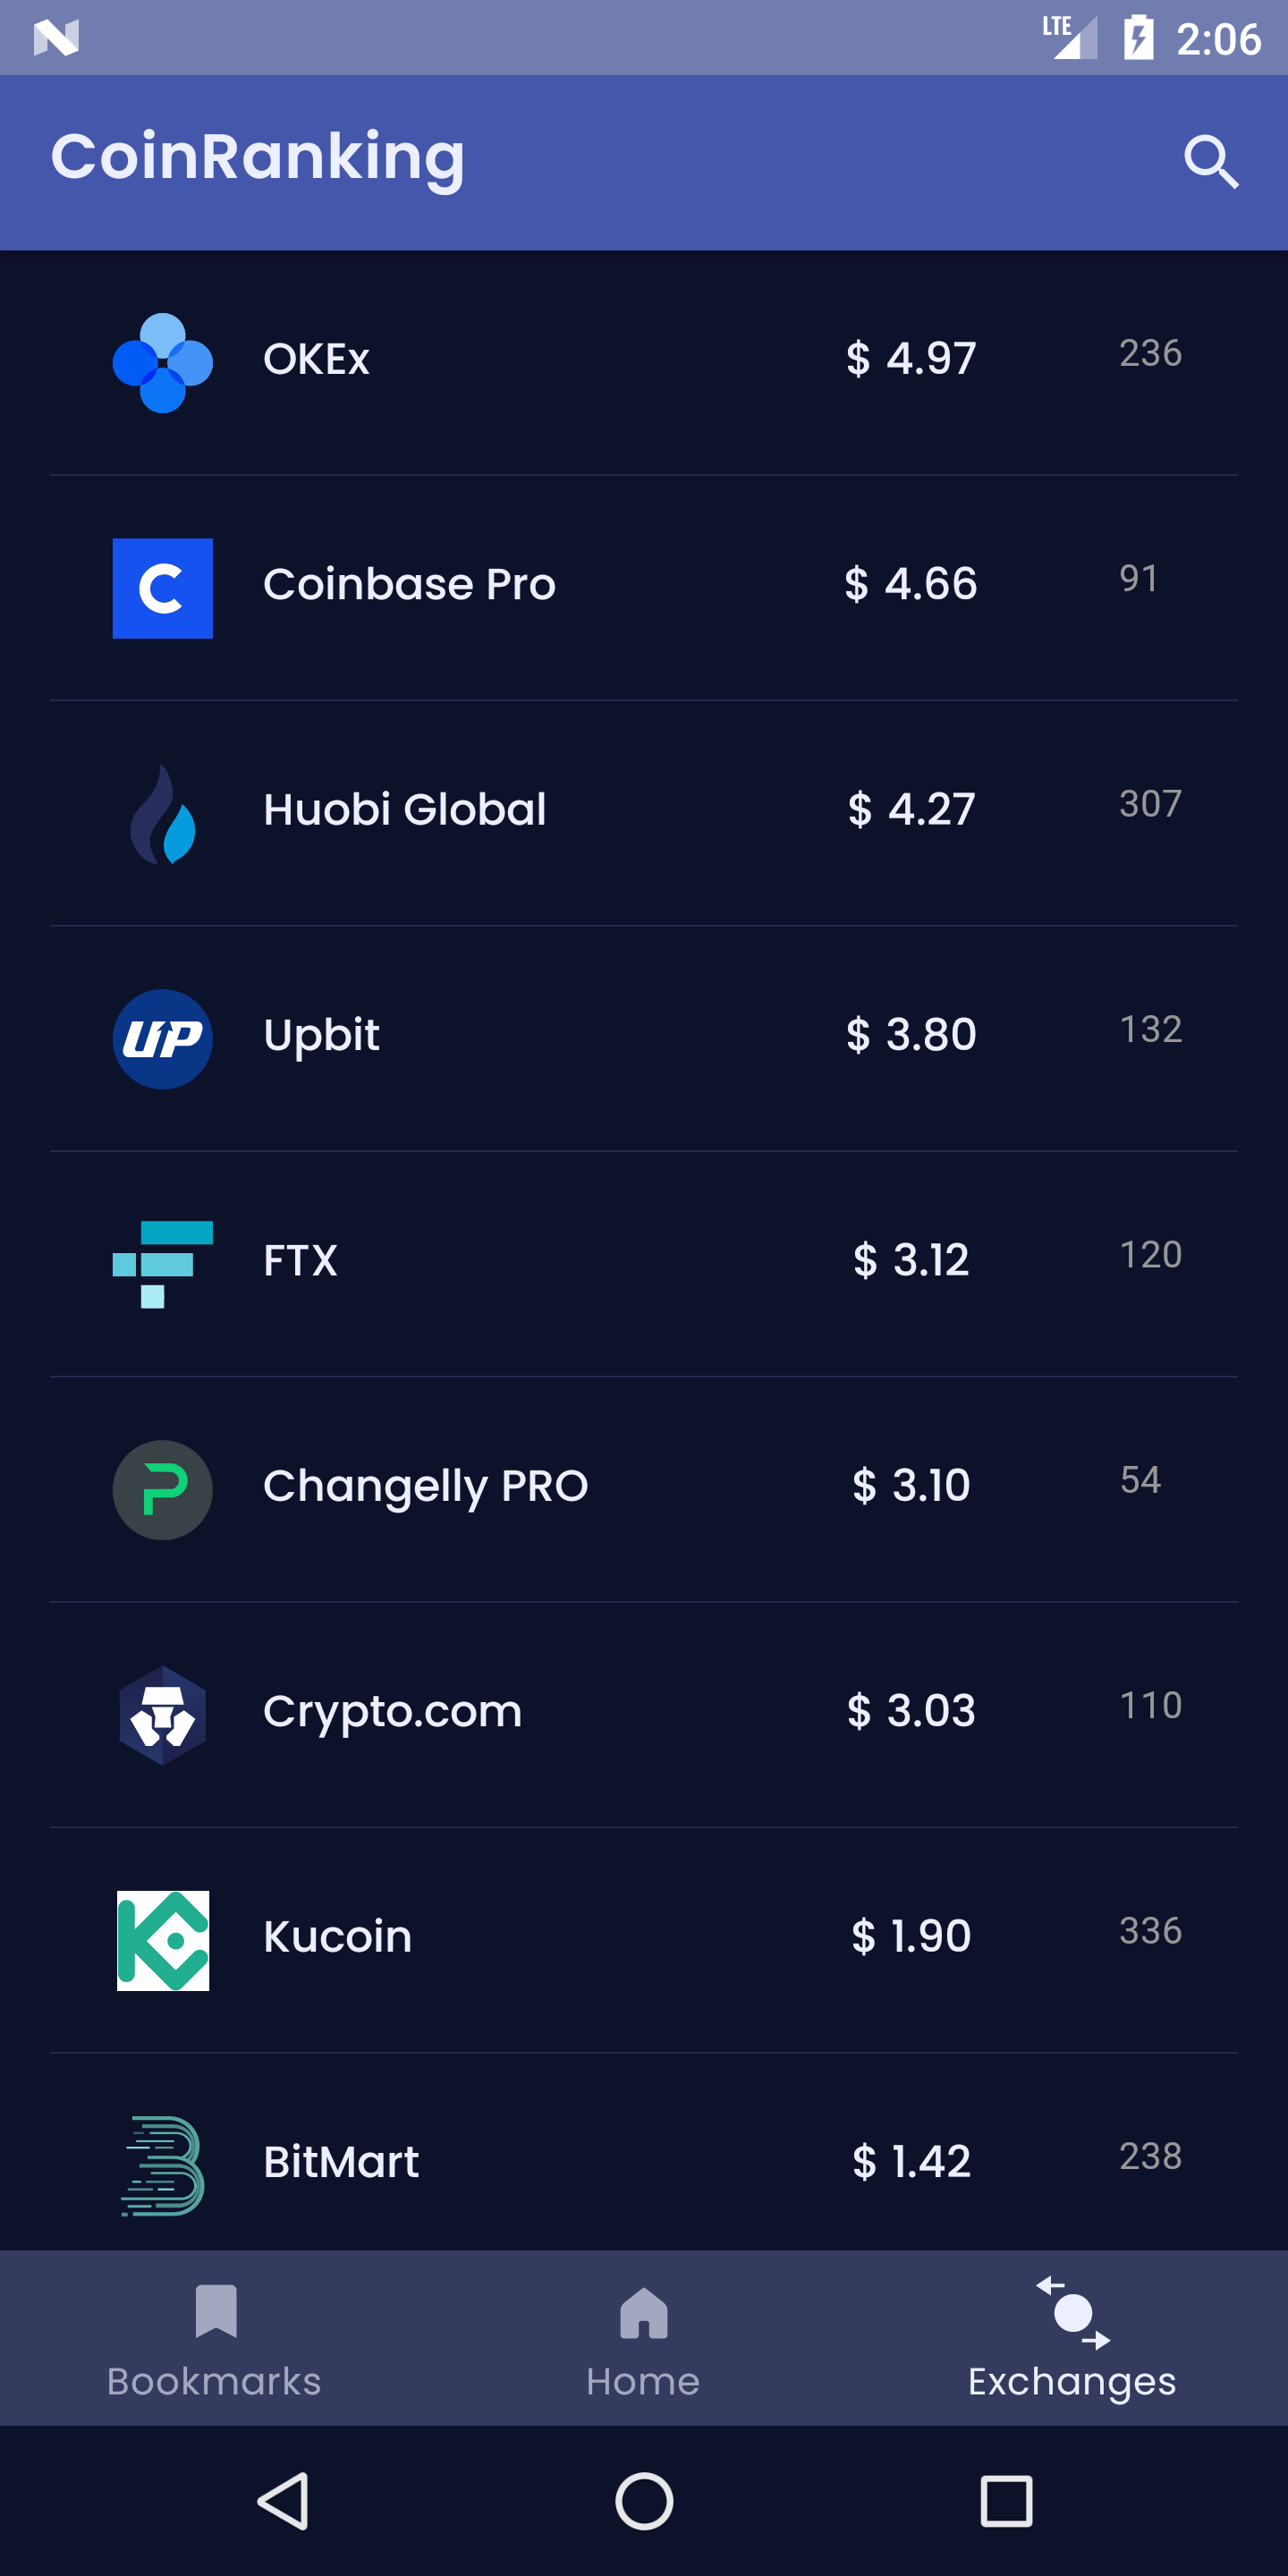 LTE 2:06
CoinRanking
OKEx $ 4.97 236
C
Coinbase Pro $ 4.66 91
Huobi Global $ 4.27 307
UP
Upbit $ 3.80 132
FTX $ 3.12 120
Changelly PRO $ 3.10 54
Crypto.com $ 3.03 110
Kucoin $ 1.90 336
BitMart $ 1.42 238
Bookmarks Home Exchanges